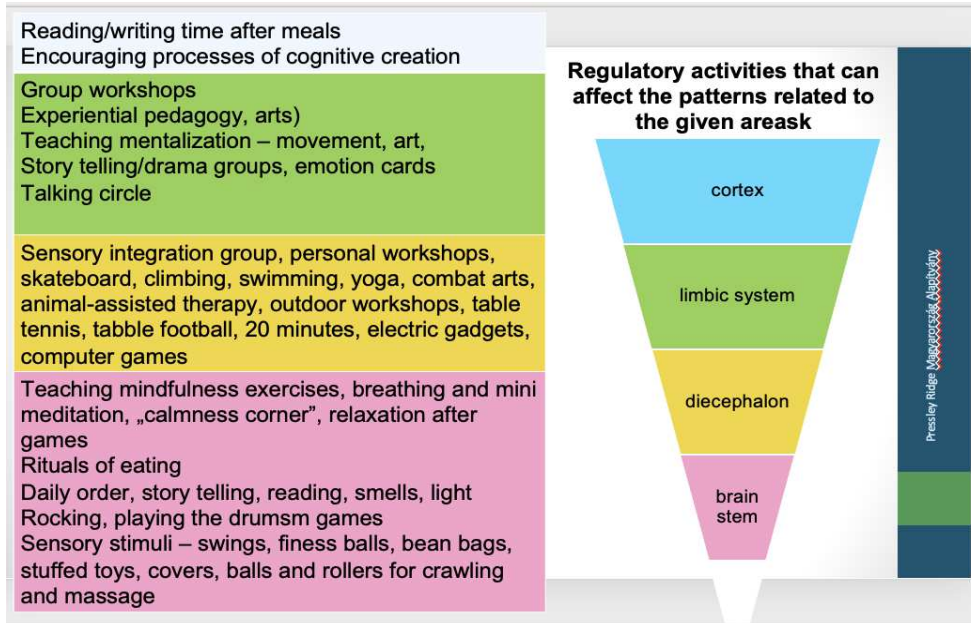 Reading/writing time after meals
Encouraging processes of cognitive creation
Group workshops
Experiential pedagogy, arts)
Teaching mentalization – movement, art,
Story telling/drama groups, emotion cards
Talking circle
Sensory integration group, personal workshops,
skateboard, climbing, swimming, yoga, combat arts,
animal-assisted therapy, outdoor workshops, table
tennis, tabble football, 20 minutes, electric gadgets,
computer games
Teaching mindfulness exercises, breathing and mini
meditation, „calmness corner”, relaxation after
games
Rituals of eating
Daily order, story telling, reading, smells, light
Rocking, playing the drumsm games
Sensory stimuli – swings, finess balls, bean bags,
stuffed toys, covers, balls and rollers for crawling
and massage
Regulatory activities that can
affect the patterns related to
the given areask
cortex
limbic system
diecephalon
brain
stem
Pressley Ridge Magyarország Alapítvány